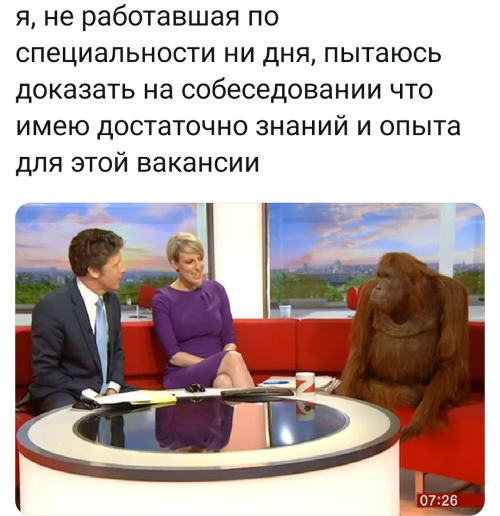 я, не работавшая по
специальности ни дня, пытаюсь
доказать на собеседовании что
имею достаточно знаний и опыта
для этой вакансии
07:26